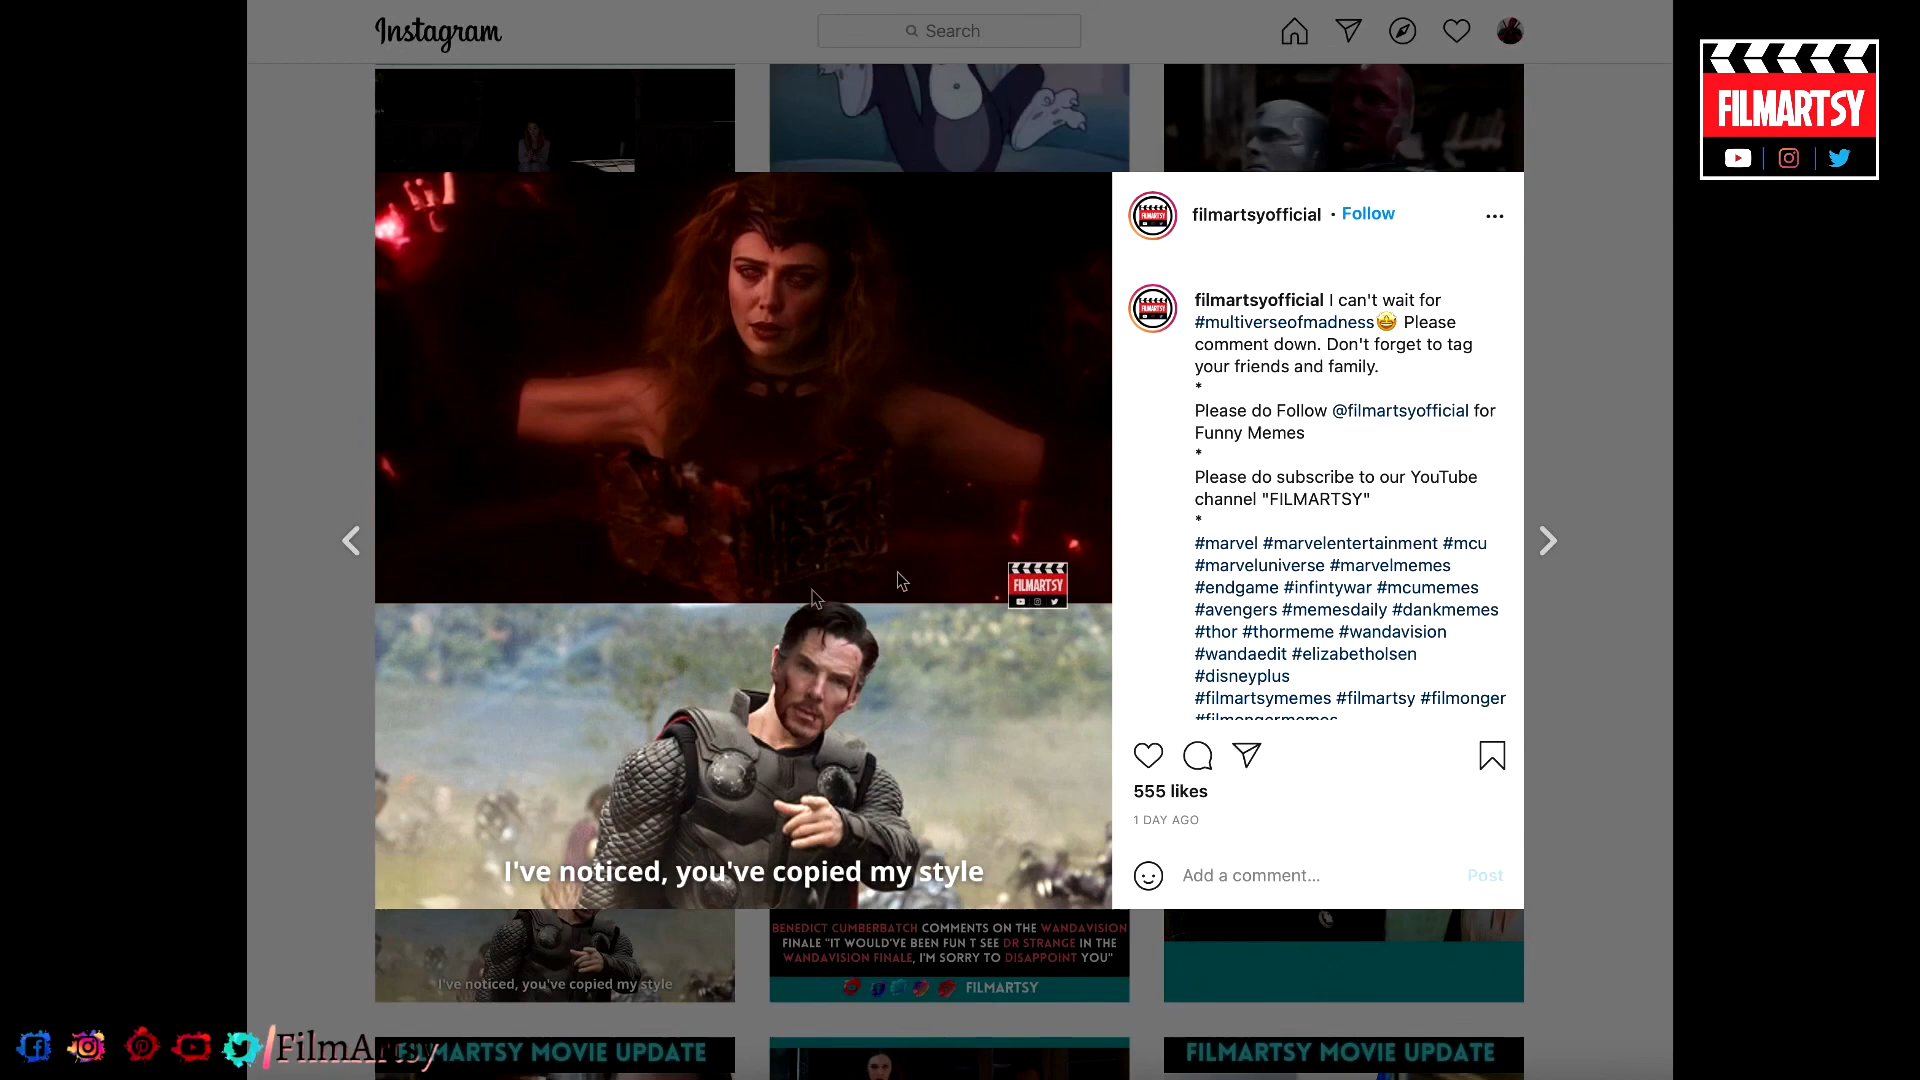 Instagram
Search
FILMARTSY
filmartsyofficial • Follow
filmartsyofficial I can't wait for
#multiverseofmadness🤩 Please
comment down. Don't forget to tag
your friends and family.
*
Please do Follow @filmartsyofficial for
Funny Memes
*
Please do subscribe to our YouTube
channel "FILMARTSY"
*
#marvel #marvelentertainment #mcu
#marveluniverse #marvelmemes
#endgame #infintywar #mcumemes
#avengers #memesdaily #dankmemes
#thor #thormeme #wandavision
#wandaedit #elizabetholsen
#disneyplus
#filmartsymemes #filmartsy #filmonger
#filmongermemes
FILMARTSY
I've noticed, you've copied my style
555 likes
1 DAY AGO
Add a comment...
Post
I've noticed, you've copied my style
BENEDICT CUMBERBATCH COMMENTS ON THE WANDAVISION
FINALE "IT WOULD'VE BEEN FUN T SEE DR STRANGE IN THE
WANDAVISION FINALE, I'M SORRY TO DISAPPOINT YOU"
FILMARTSY
/FilmArtsy
FILMARTSY MOVIE UPDATE
FILMARTSY MOVIE UPDATE